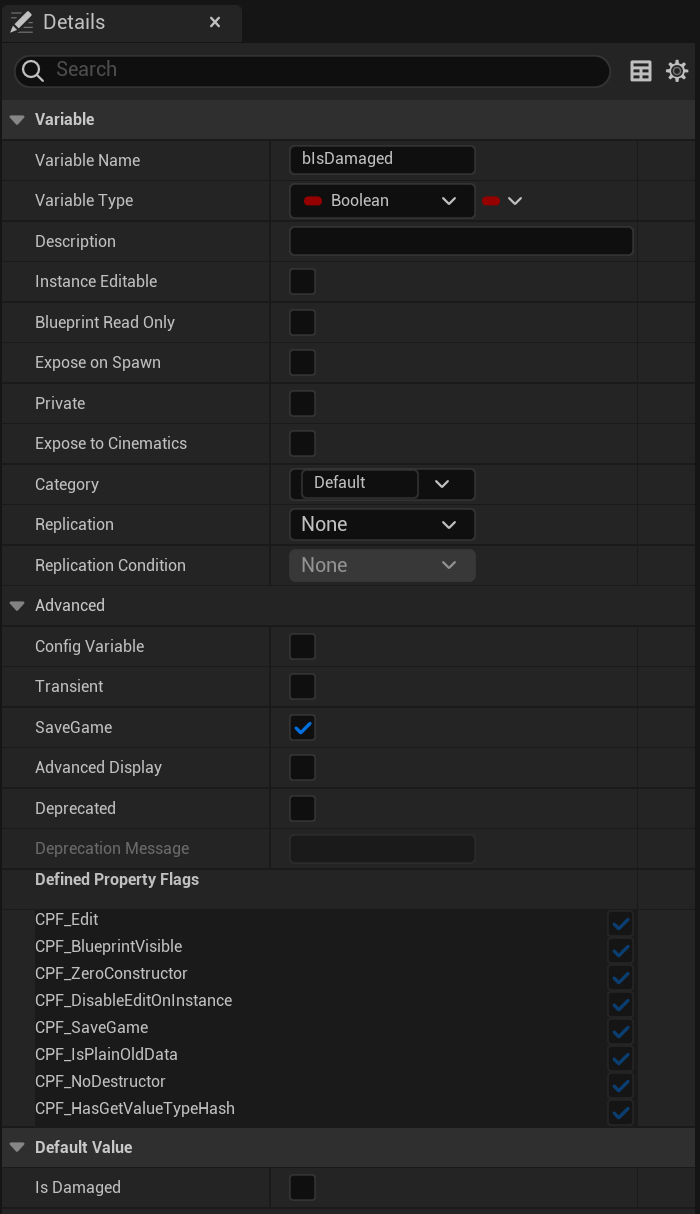 Details
Search
Variable
Variable Name bIsDamaged
Variable Type Boolean
Description
Instance Editable
Blueprint Read Only
Expose on Spawn
Private
Expose to Cinematics
Category Default
Replication None
Replication Condition None
Advanced
Config Variable
Transient
SaveGame
Advanced Display
Deprecated
Deprecation Message
Defined Property Flags
CPF_Edit
CPF_BlueprintVisible
CPF_ZeroConstructor
CPF_DisableEditOnInstance
CPF_SaveGame
CPF_IsPlainOldData
CPF_NoDestructor
CPF_HasGetValueTypeHash
Default Value
Is Damaged